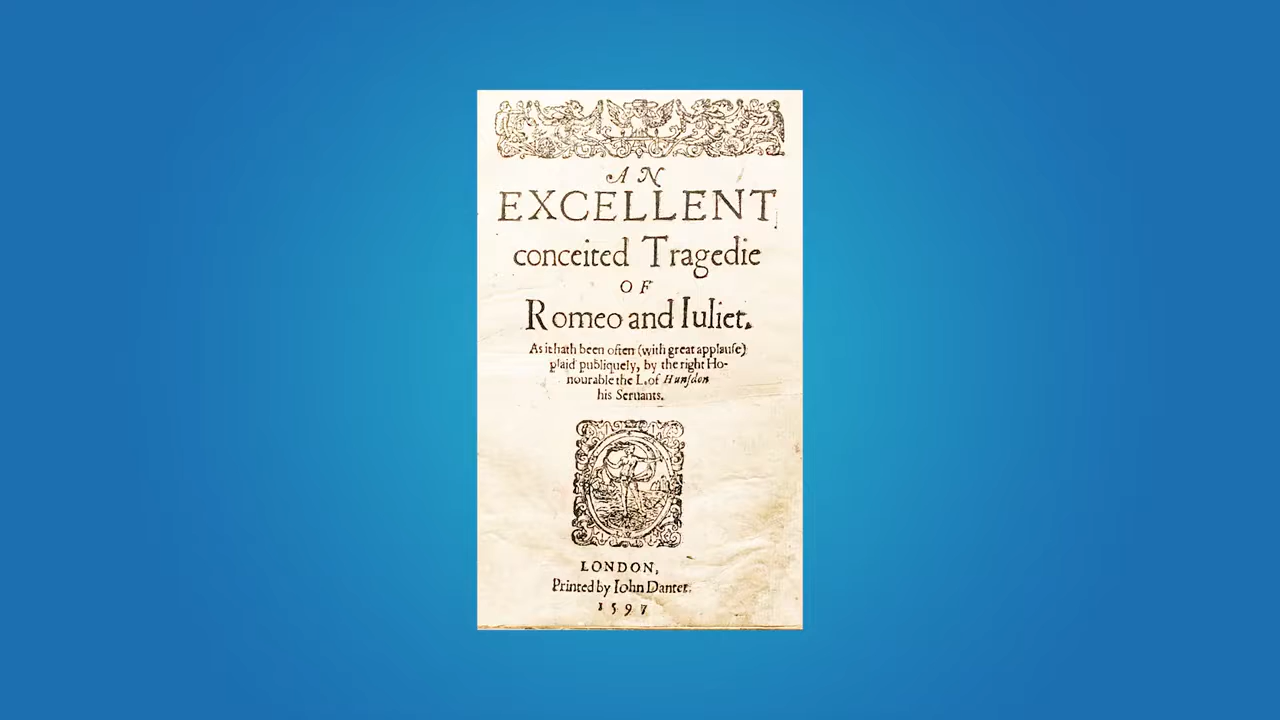 AN
EXCELLENT
conceited Tragedie
OF
Romeo and Iuliet.
As it hath been often (with great applause)
plaid publiquely, by the right Ho-
nourable the L. of Hunsdon
his Seruants.
LONDON,
Printed by Iohn Danter.
1597